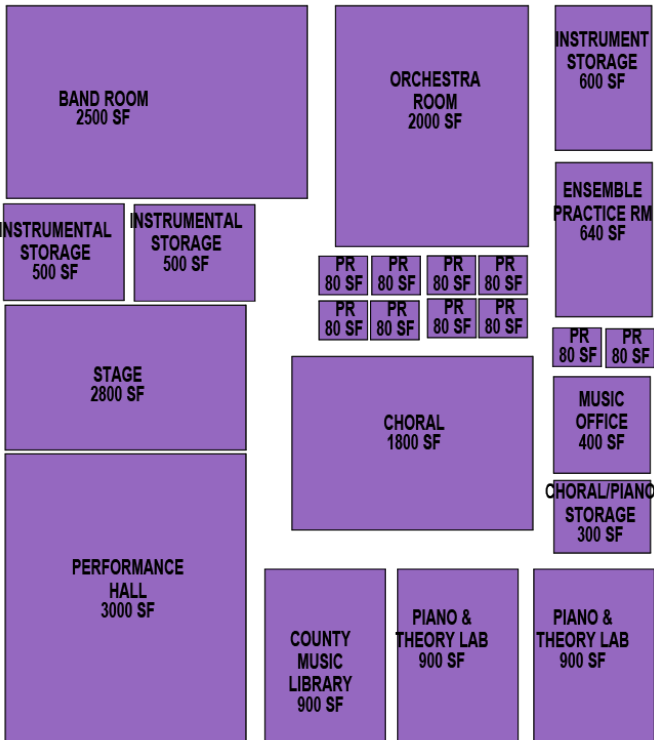 BAND ROOM
2500 SF
ORCHESTRA
ROOM
2000 SF
INSTRUMENT
STORAGE
600 SF
INSTRUMENTAL
STORAGE
500 SF
INSTRUMENTAL
STORAGE
500 SF
ENSEMBLE
PRACTICE RM
640 SF
PR
80 SF
PR
80 SF
PR
80 SF
PR
80 SF
PR
80 SF
PR
80 SF
PR
80 SF
PR
80 SF
PR
80 SF
PR
80 SF
STAGE
2800 SF
CHORAL
1800 SF
MUSIC
OFFICE
400 SF
CHORAL/PIANO
STORAGE
300 SF
PERFORMANCE
HALL
3000 SF
COUNTY
MUSIC
LIBRARY
900 SF
PIANO &
THEORY LAB
900 SF
PIANO &
THEORY LAB
900 SF